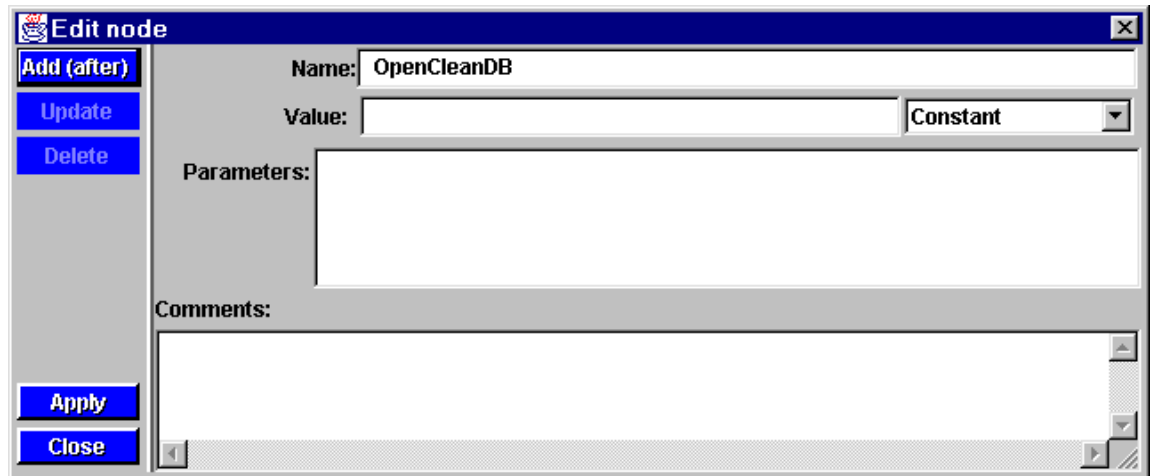 Edit node
Add (after)
Name: OpenCleanDB
Update
Value: Constant
Delete
Parameters:
Comments:
Apply
Close